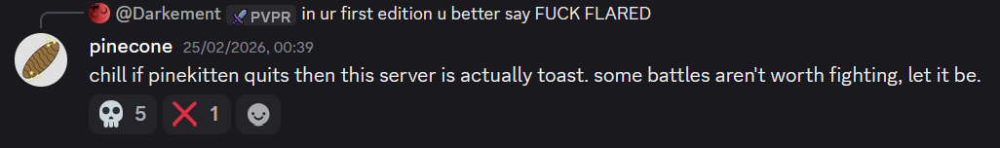 @Darkement PVPR in ur first edition u better say FUCK FLARED
pinecone 25/02/2026, 00:39
chill if pinekitten quits then this server is actually toast. some battles aren't worth fighting, let it be.
5 1